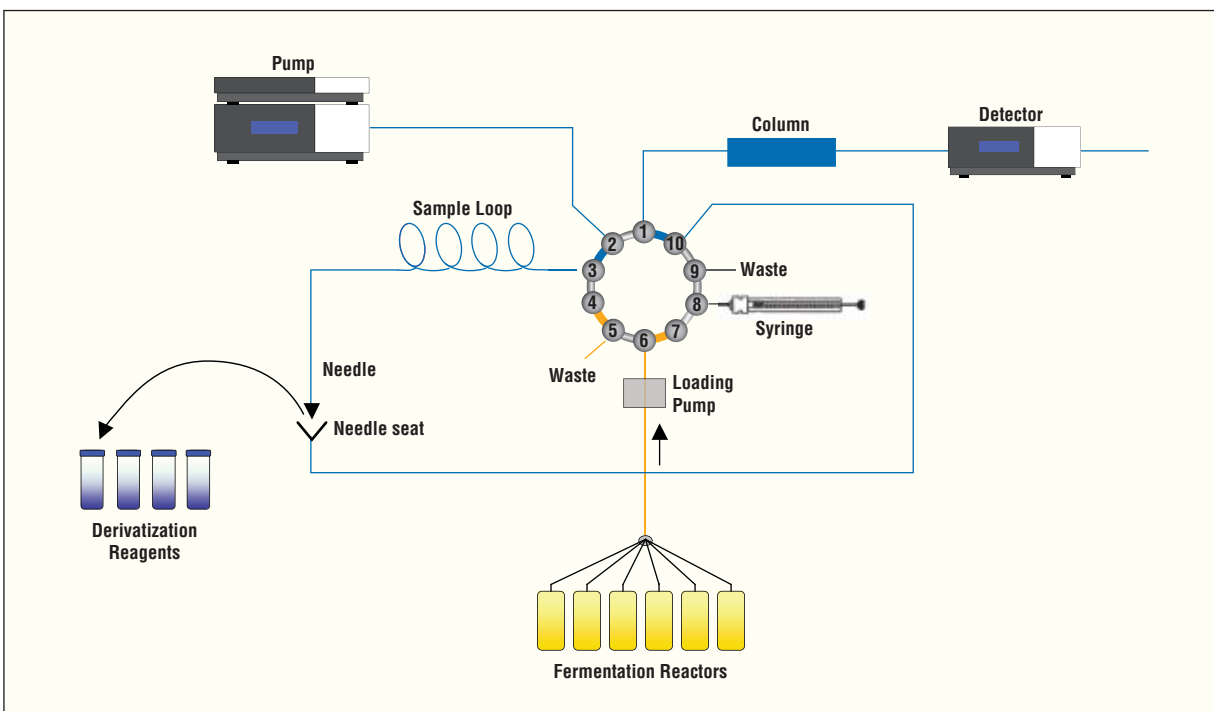 Pump
Column
Detector
Sample Loop
1
2
10
3
9
Waste
4
8
5
6
7
Syringe
Waste
Loading
Pump
Needle
Needle seat
Derivatization
Reagents
Fermentation Reactors